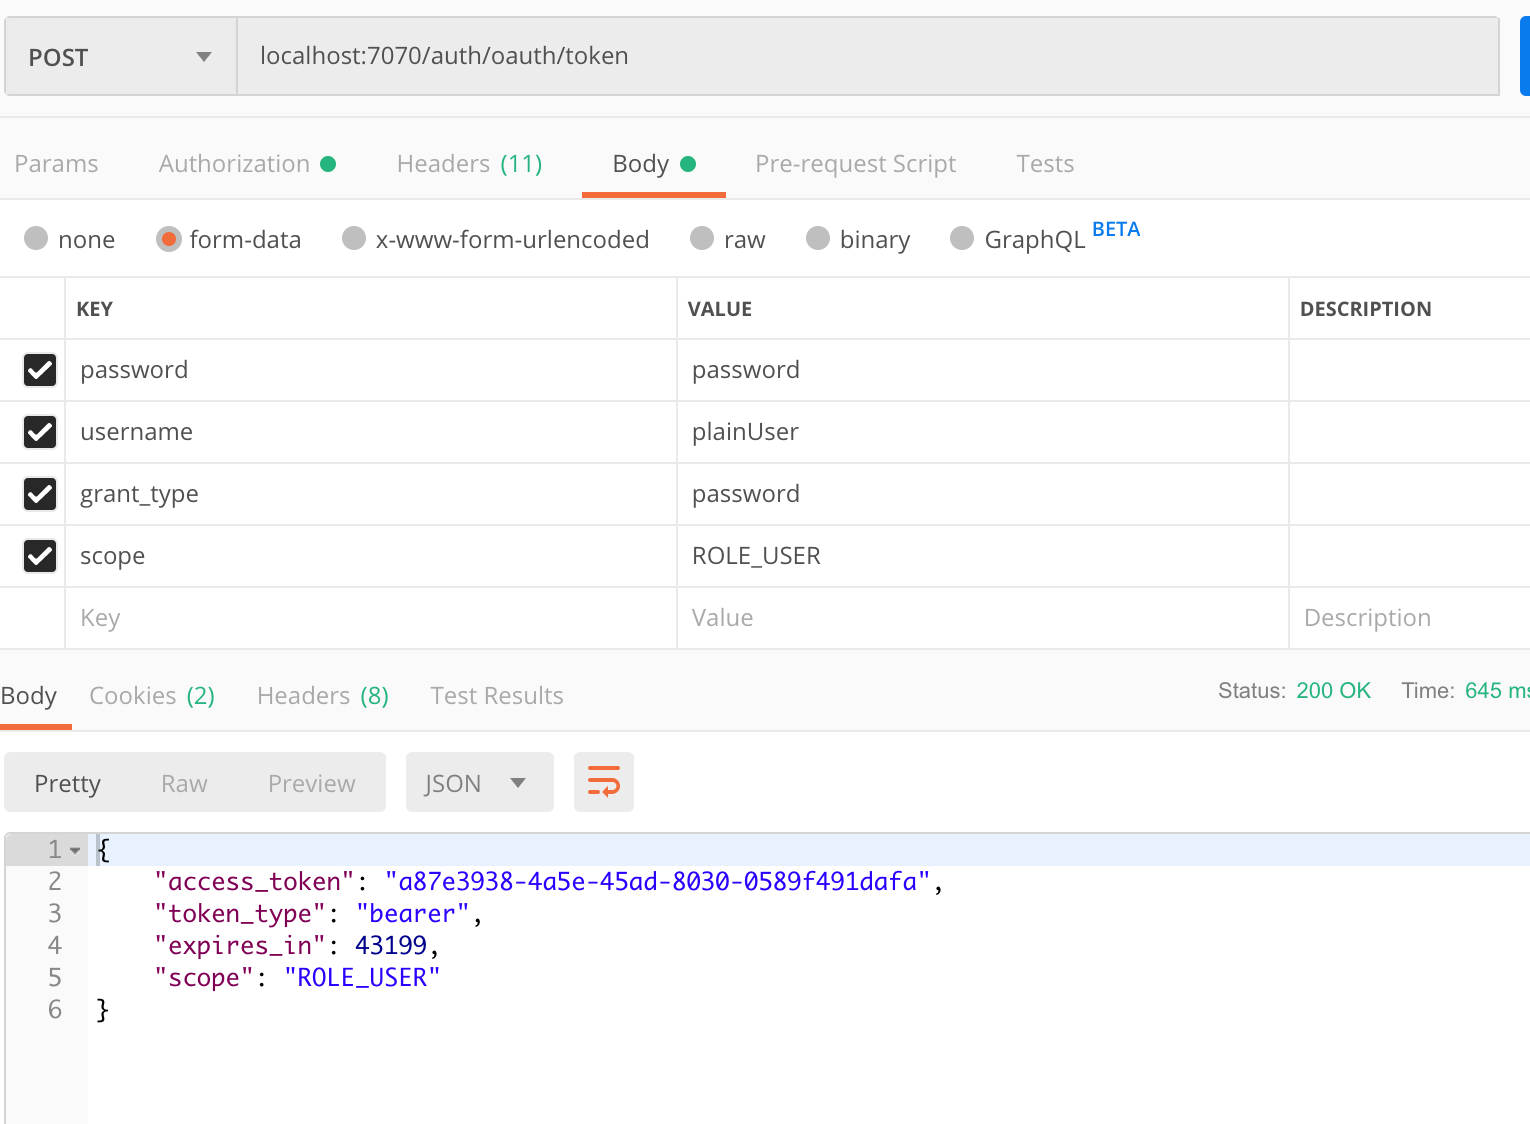 POST localhost:7070/auth/oauth/token
Params Authorization Headers (11) Body Pre-request Script Tests
none form-data x-www-form-urlencoded raw binary GraphQL BETA
KEY VALUE DESCRIPTION
password password
username plainUser
grant_type password
scope ROLE_USER
Key Value Description
Body Cookies (2) Headers (8) Test Results Status: 200 OK Time: 645 ms
Pretty Raw Preview JSON
1 {
2 "access_token": "a87e3938-4a5e-45ad-8030-0589f491dafa",
3 "token_type": "bearer",
4 "expires_in": 43199,
5 "scope": "ROLE_USER"
6 }